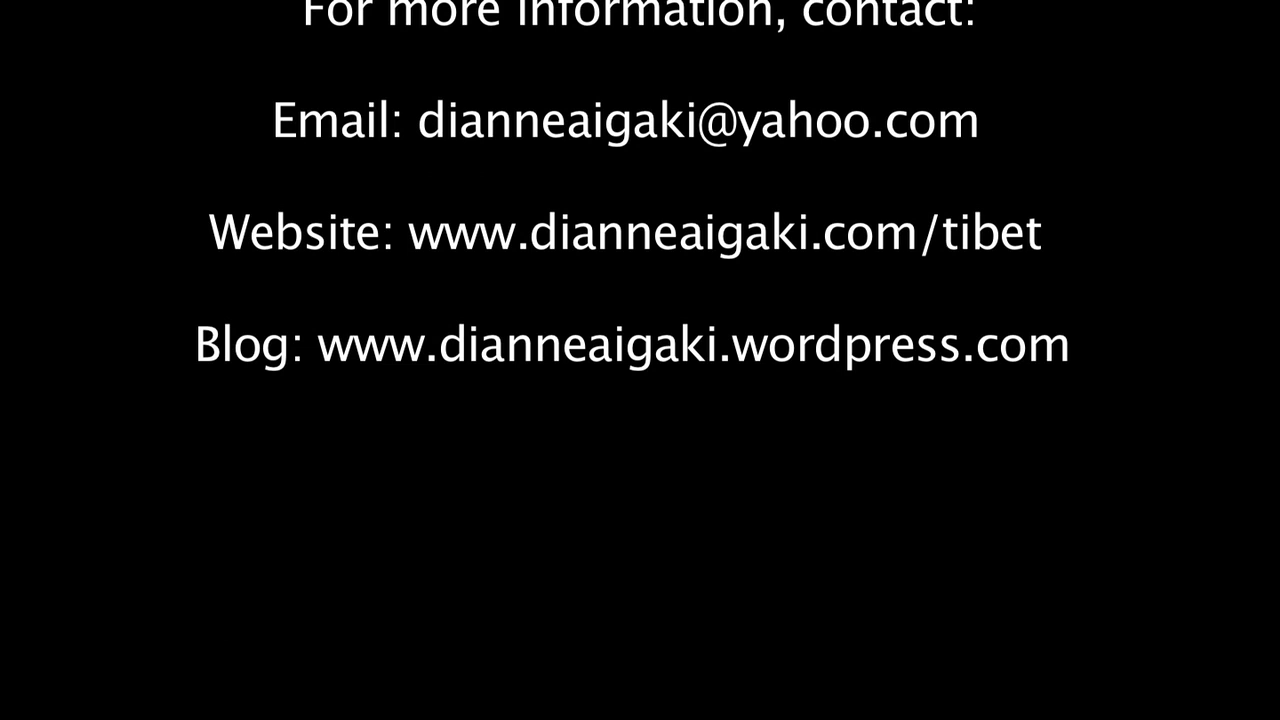 For more information, contact:
Email: dianneaigaki@yahoo.com
Website: www.dianneaigaki.com/tibet
Blog: www.dianneaigaki.wordpress.com